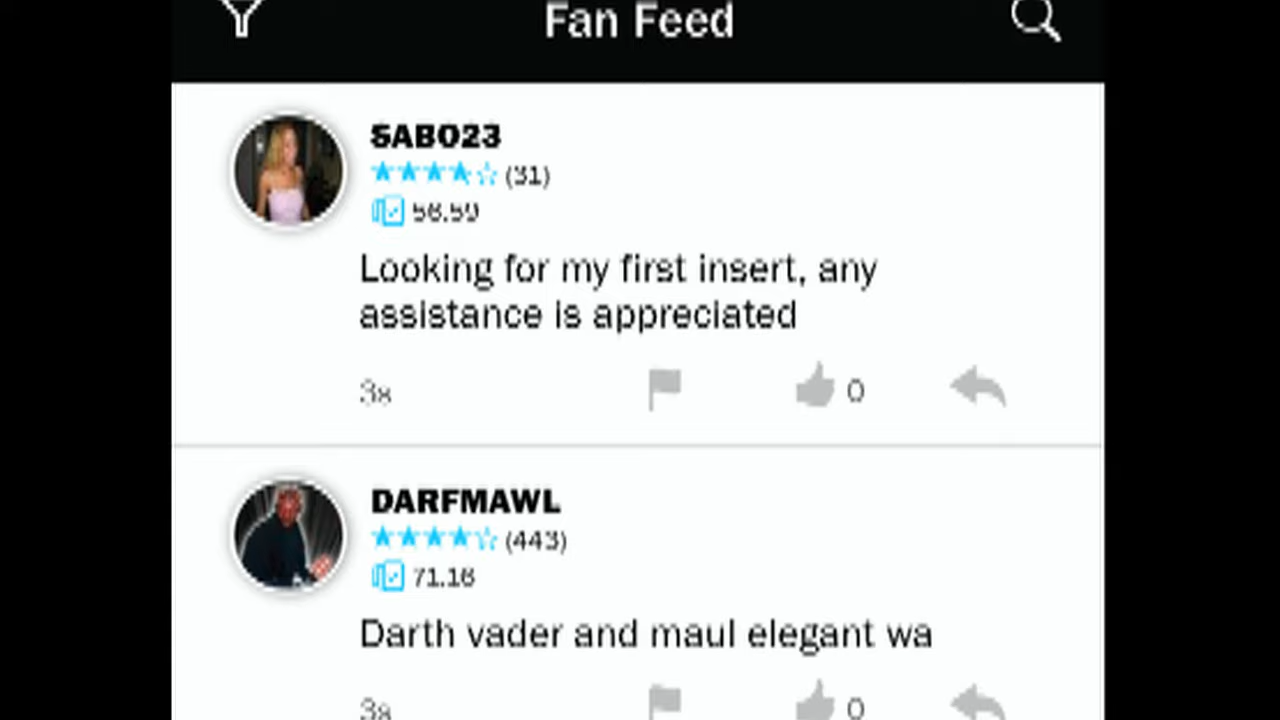 Fan Feed
SABO23
(31)
56.59
Looking for my first insert, any
assistance is appreciated
3s
0
DARFMAWL
(443)
71.16
Darth vader and maul elegant wa
3s
0